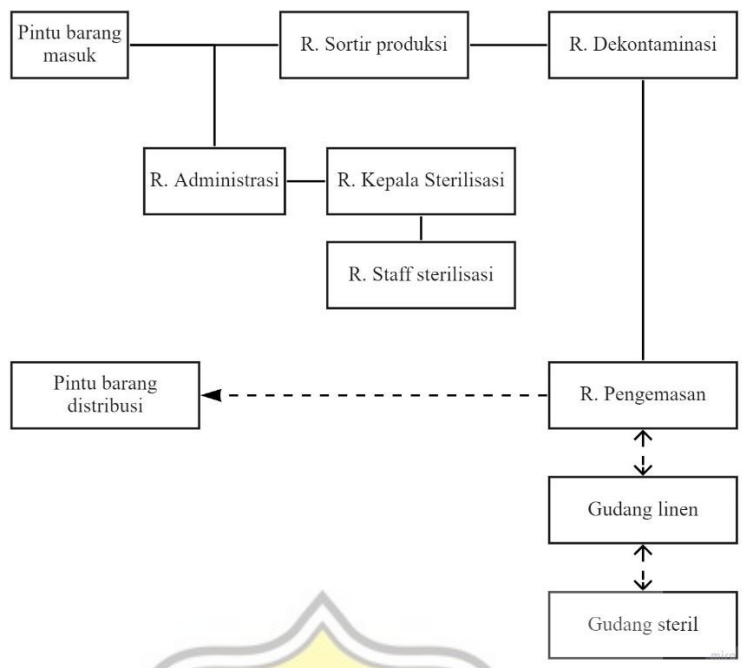 Pintu barang
masuk
R. Sortir produksi
R. Dekontaminasi
R. Administrasi
R. Kepala Sterilisasi
R. Staff sterilisasi
Pintu barang
distribusi
R. Pengemasan
Gudang linen
Gudang steril
miro